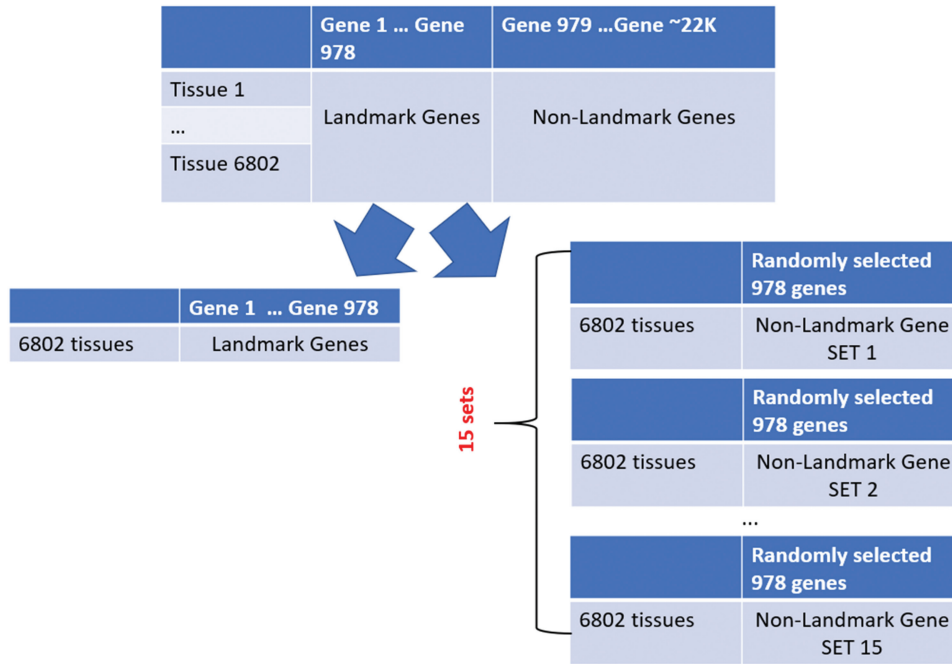 Gene 1 ... Gene
978
Gene 979 ...Gene ~22K
Tissue 1
...
Tissue 6802
Landmark Genes
Non-Landmark Genes
Gene 1 ... Gene 978
6802 tissues
Landmark Genes
15 sets
Randomly selected
978 genes
6802 tissues
Non-Landmark Gene
SET 1
Randomly selected
978 genes
6802 tissues
Non-Landmark Gene
SET 2
...
Randomly selected
978 genes
6802 tissues
Non-Landmark Gene
SET 15